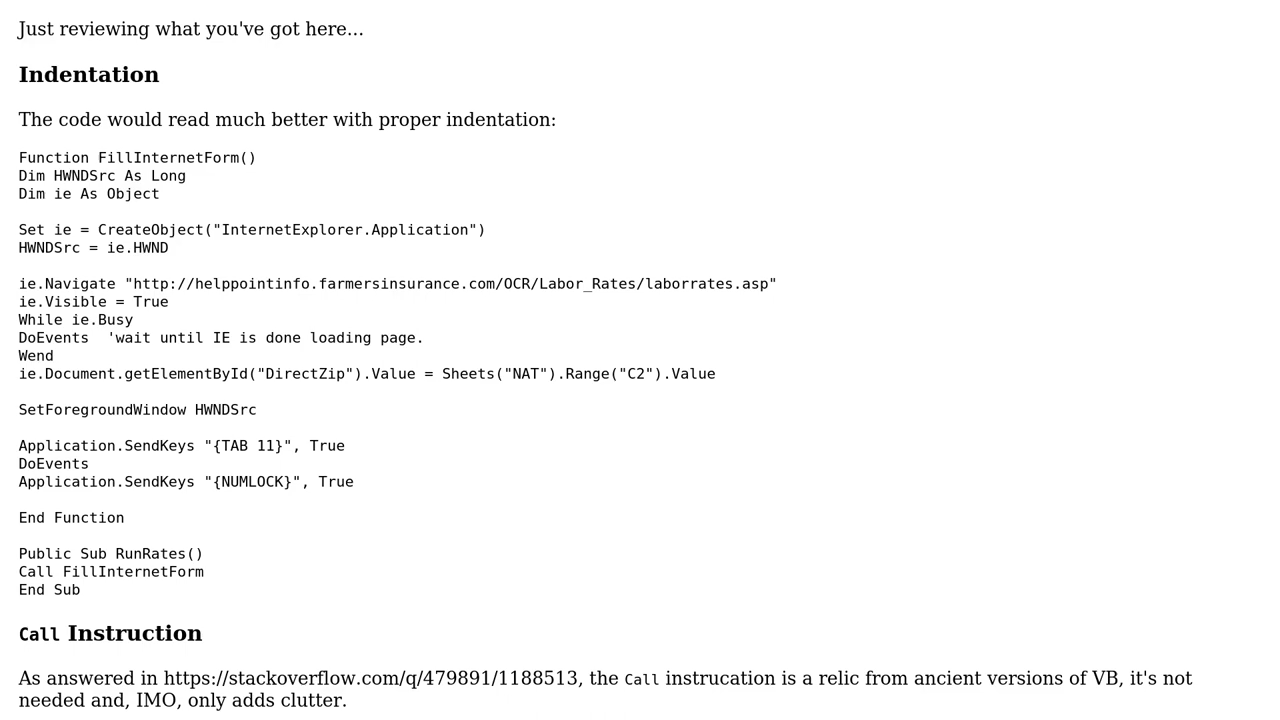 Just reviewing what you've got here...
Indentation
The code would read much better with proper indentation:
Function FillInternetForm()
Dim HWNDSrc As Long
Dim ie As Object
Set ie = CreateObject("InternetExplorer.Application")
HWNDSrc = ie.HWND
ie.Navigate "http://helppointinfo.farmersinsurance.com/OCR/Labor_Rates/laborrates.asp"
ie.Visible = True
While ie.Busy
DoEvents  'wait until IE is done loading page.
Wend
ie.Document.getElementById("DirectZip").Value = Sheets("NAT").Range("C2").Value
SetForegroundWindow HWNDSrc
Application.SendKeys "{TAB 11}", True
DoEvents
Application.SendKeys "{NUMLOCK}", True
End Function
Public Sub RunRates()
Call FillInternetForm
End Sub
Call Instruction
As answered in https://stackoverflow.com/q/479891/1188513, the Call instrucation is a relic from ancient versions of VB, it's not
needed and, IMO, only adds clutter.